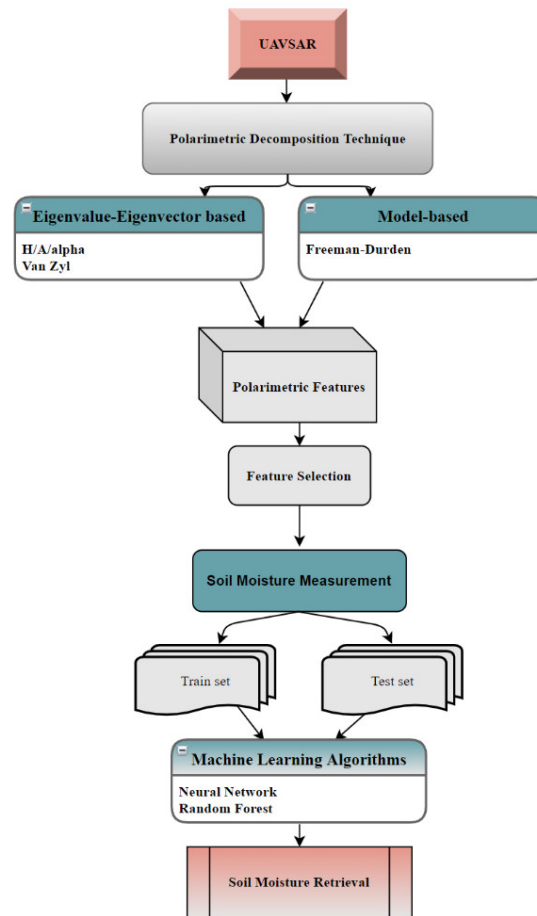 UAVSAR
Polarimetric Decomposition Technique
Eigenvalue-Eigenvector based
H/A/alpha
Van Zyl
Model-based
Freeman-Durden
Polarimetric Features
Feature Selection
Soil Moisture Measurement
Train set
Test set
Machine Learning Algorithms
Neural Network
Random Forest
Soil Moisture Retrieval